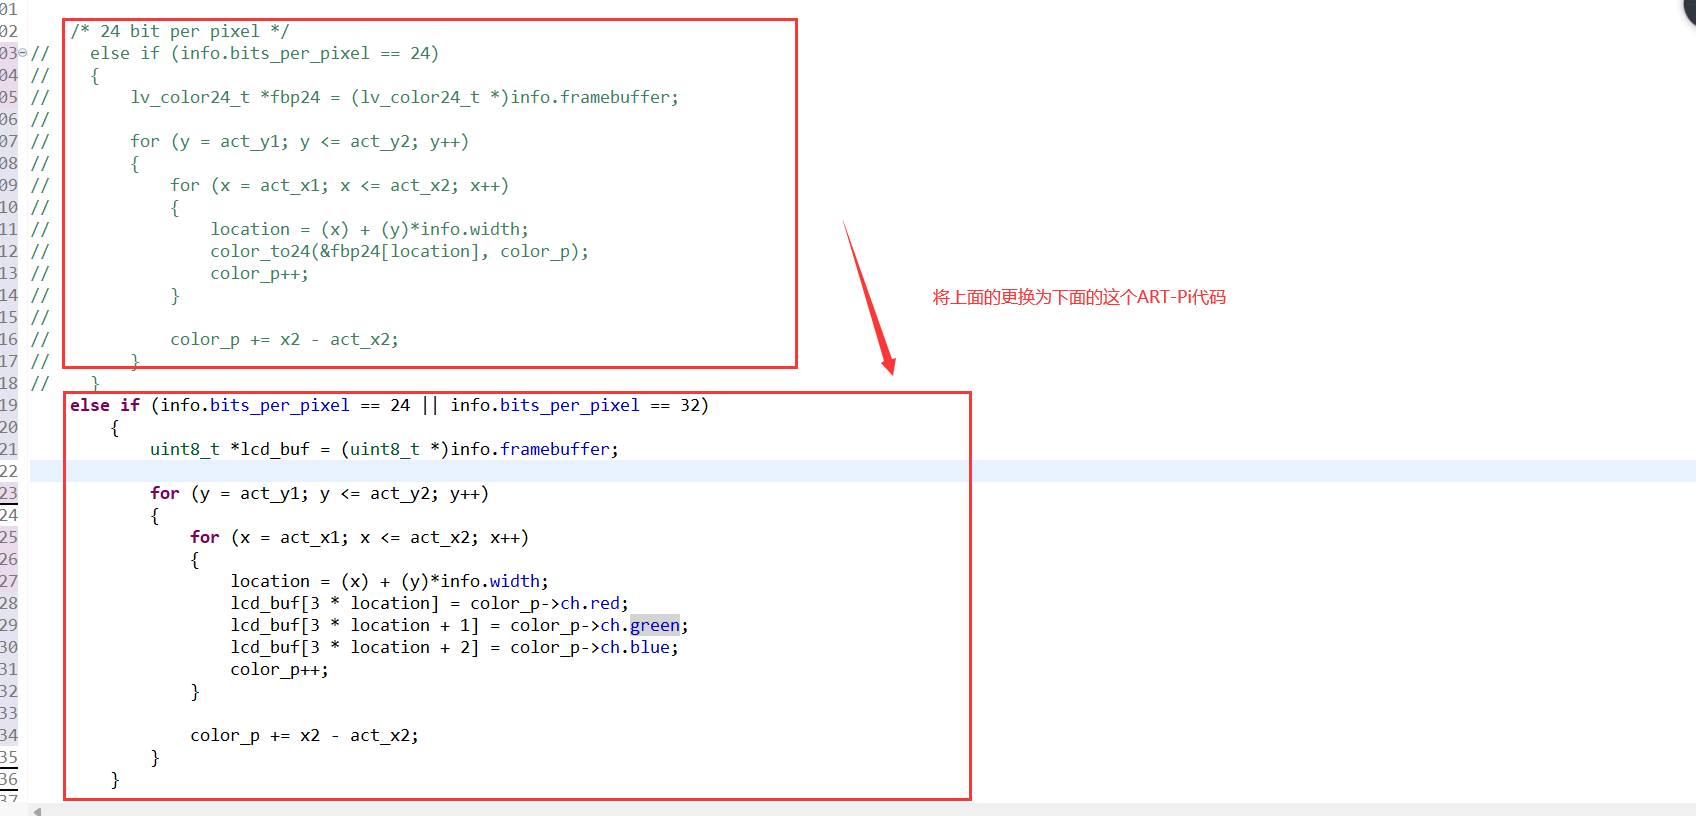 01
02 /* 24 bit per pixel */
03 // else if (info.bits_per_pixel == 24)
04 // {
05 // lv_color24_t *fbp24 = (lv_color24_t *)info.framebuffer;
06 //
07 // for (y = act_y1; y <= act_y2; y++)
08 // {
09 // for (x = act_x1; x <= act_x2; x++)
10 // {
11 // location = (x) + (y)*info.width;
12 // color_to24(&fbp24[location], color_p);
13 // color_p++;
14 // }
15 //
16 // color_p += x2 - act_x2;
17 // }
18 // }
将上面的更换为下面的这个ART-Pi代码
19 else if (info.bits_per_pixel == 24 || info.bits_per_pixel == 32)
20 {
21 uint8_t *lcd_buf = (uint8_t *)info.framebuffer;
22
23 for (y = act_y1; y <= act_y2; y++)
24 {
25 for (x = act_x1; x <= act_x2; x++)
26 {
27 location = (x) + (y)*info.width;
28 lcd_buf[3 * location] = color_p->ch.red;
29 lcd_buf[3 * location + 1] = color_p->ch.green;
30 lcd_buf[3 * location + 2] = color_p->ch.blue;
31 color_p++;
32 }
33
34 color_p += x2 - act_x2;
35 }
36 }
37